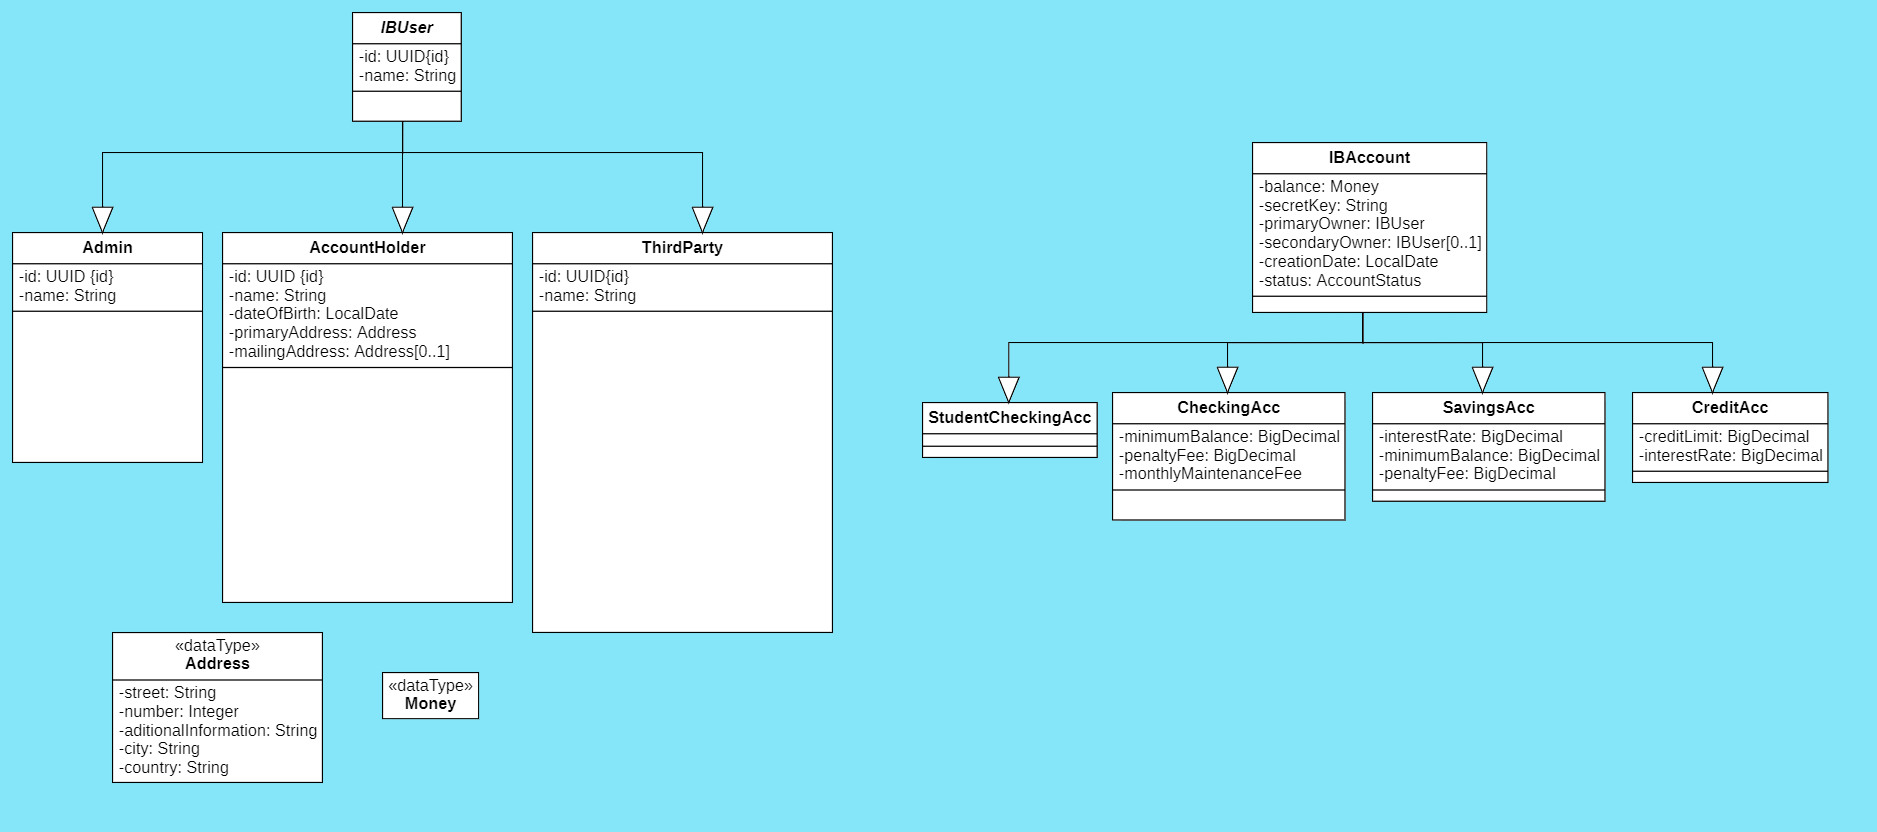 IBUser
-id: UUID{id}
-name: String
Admin
-id: UUID {id}
-name: String
AccountHolder
-id: UUID {id}
-name: String
-dateOfBirth: LocalDate
-primaryAddress: Address
-mailingAddress: Address[0..1]
ThirdParty
-id: UUID{id}
-name: String
«dataType»
Address
-street: String
-number: Integer
-aditionalInformation: String
-city: String
-country: String
«dataType»
Money
IBAccount
-balance: Money
-secretKey: String
-primaryOwner: IBUser
-secondaryOwner: IBUser[0..1]
-creationDate: LocalDate
-status: AccountStatus
StudentCheckingAcc
CheckingAcc
-minimumBalance: BigDecimal
-penaltyFee: BigDecimal
-monthlyMaintenanceFee
SavingsAcc
-interestRate: BigDecimal
-minimumBalance: BigDecimal
-penaltyFee: BigDecimal
CreditAcc
-creditLimit: BigDecimal
-interestRate: BigDecimal